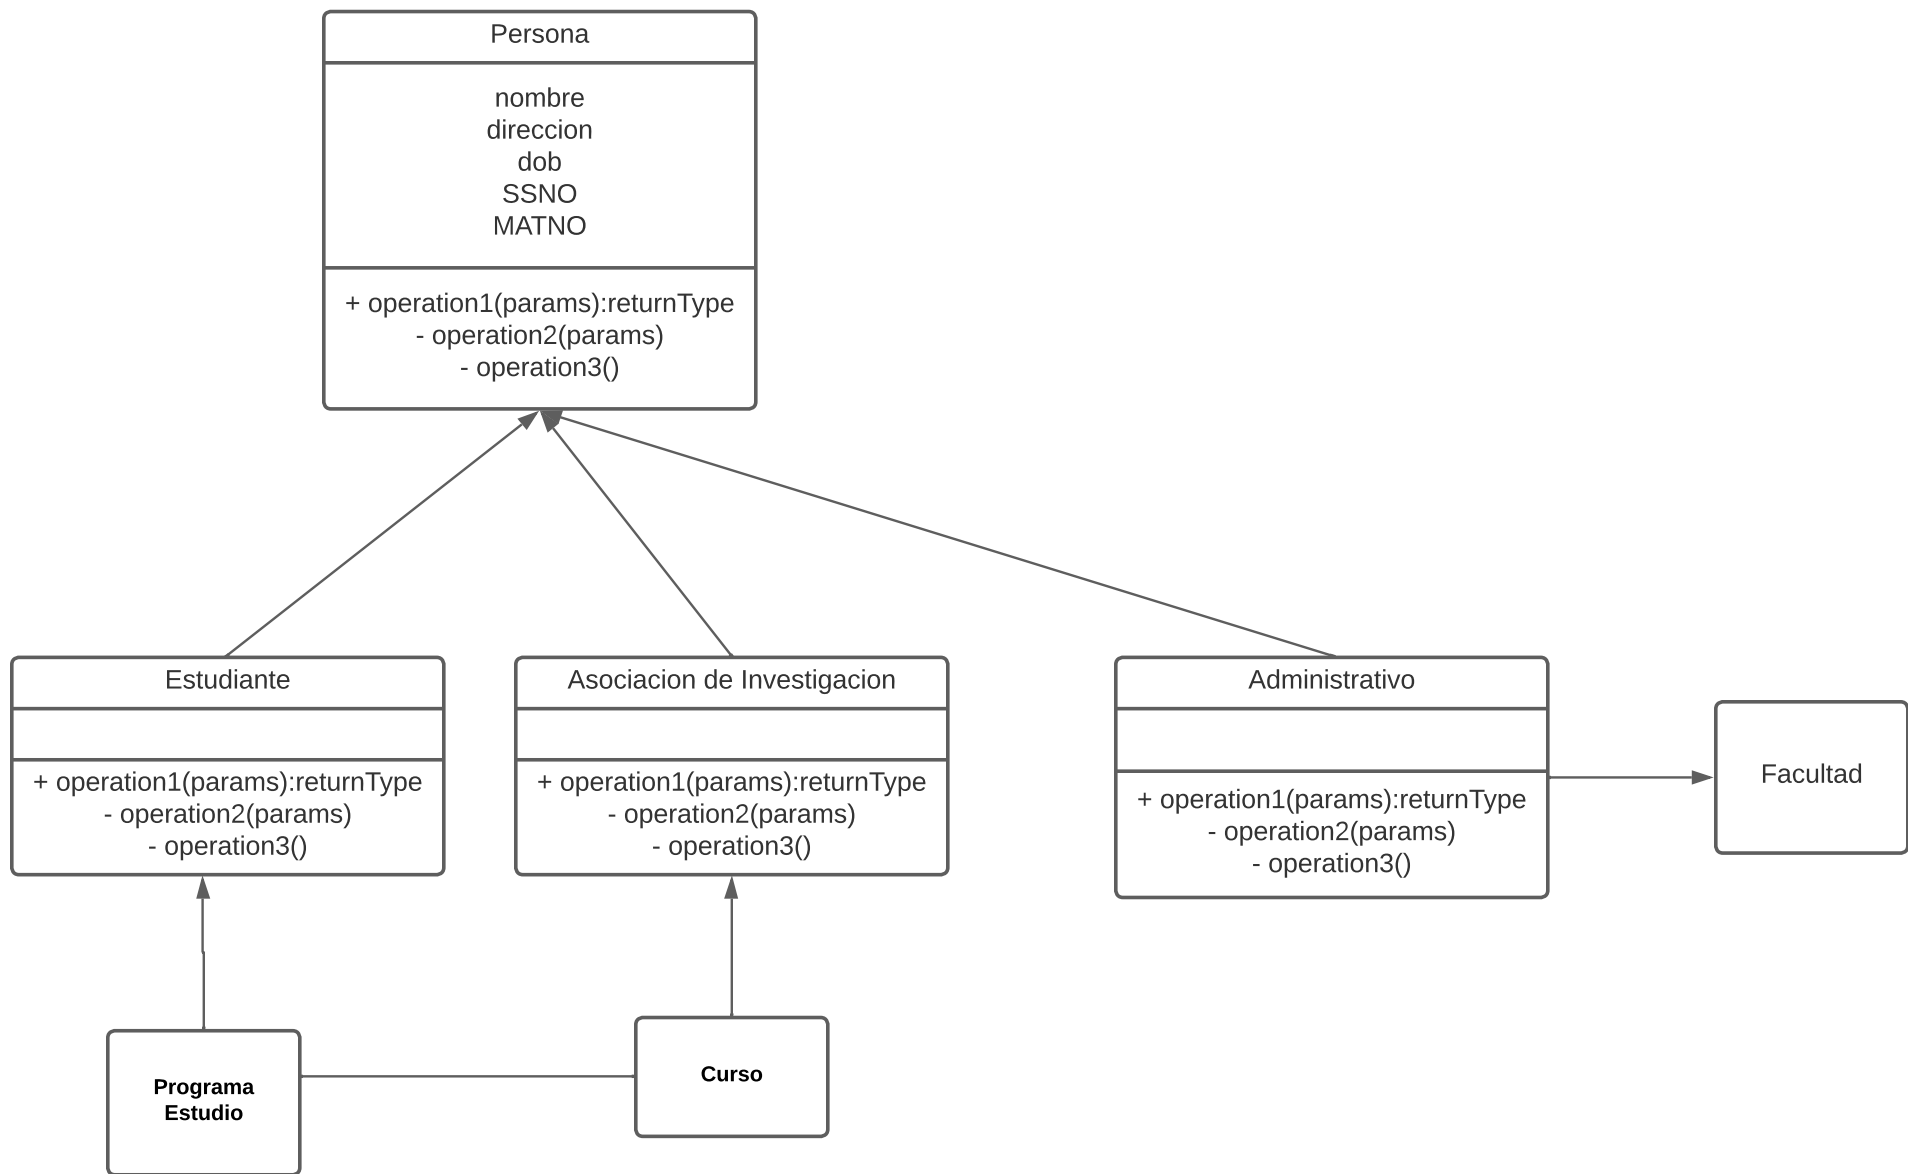 Persona
nombre
direccion
dob
SSNO
MATNO
+ operation1(params):returnType
- operation2(params)
- operation3()
Estudiante
+ operation1(params):returnType
- operation2(params)
- operation3()
Asociacion de Investigacion
+ operation1(params):returnType
- operation2(params)
- operation3()
Administrativo
+ operation1(params):returnType
- operation2(params)
- operation3()
Facultad
Programa
Estudio
Curso